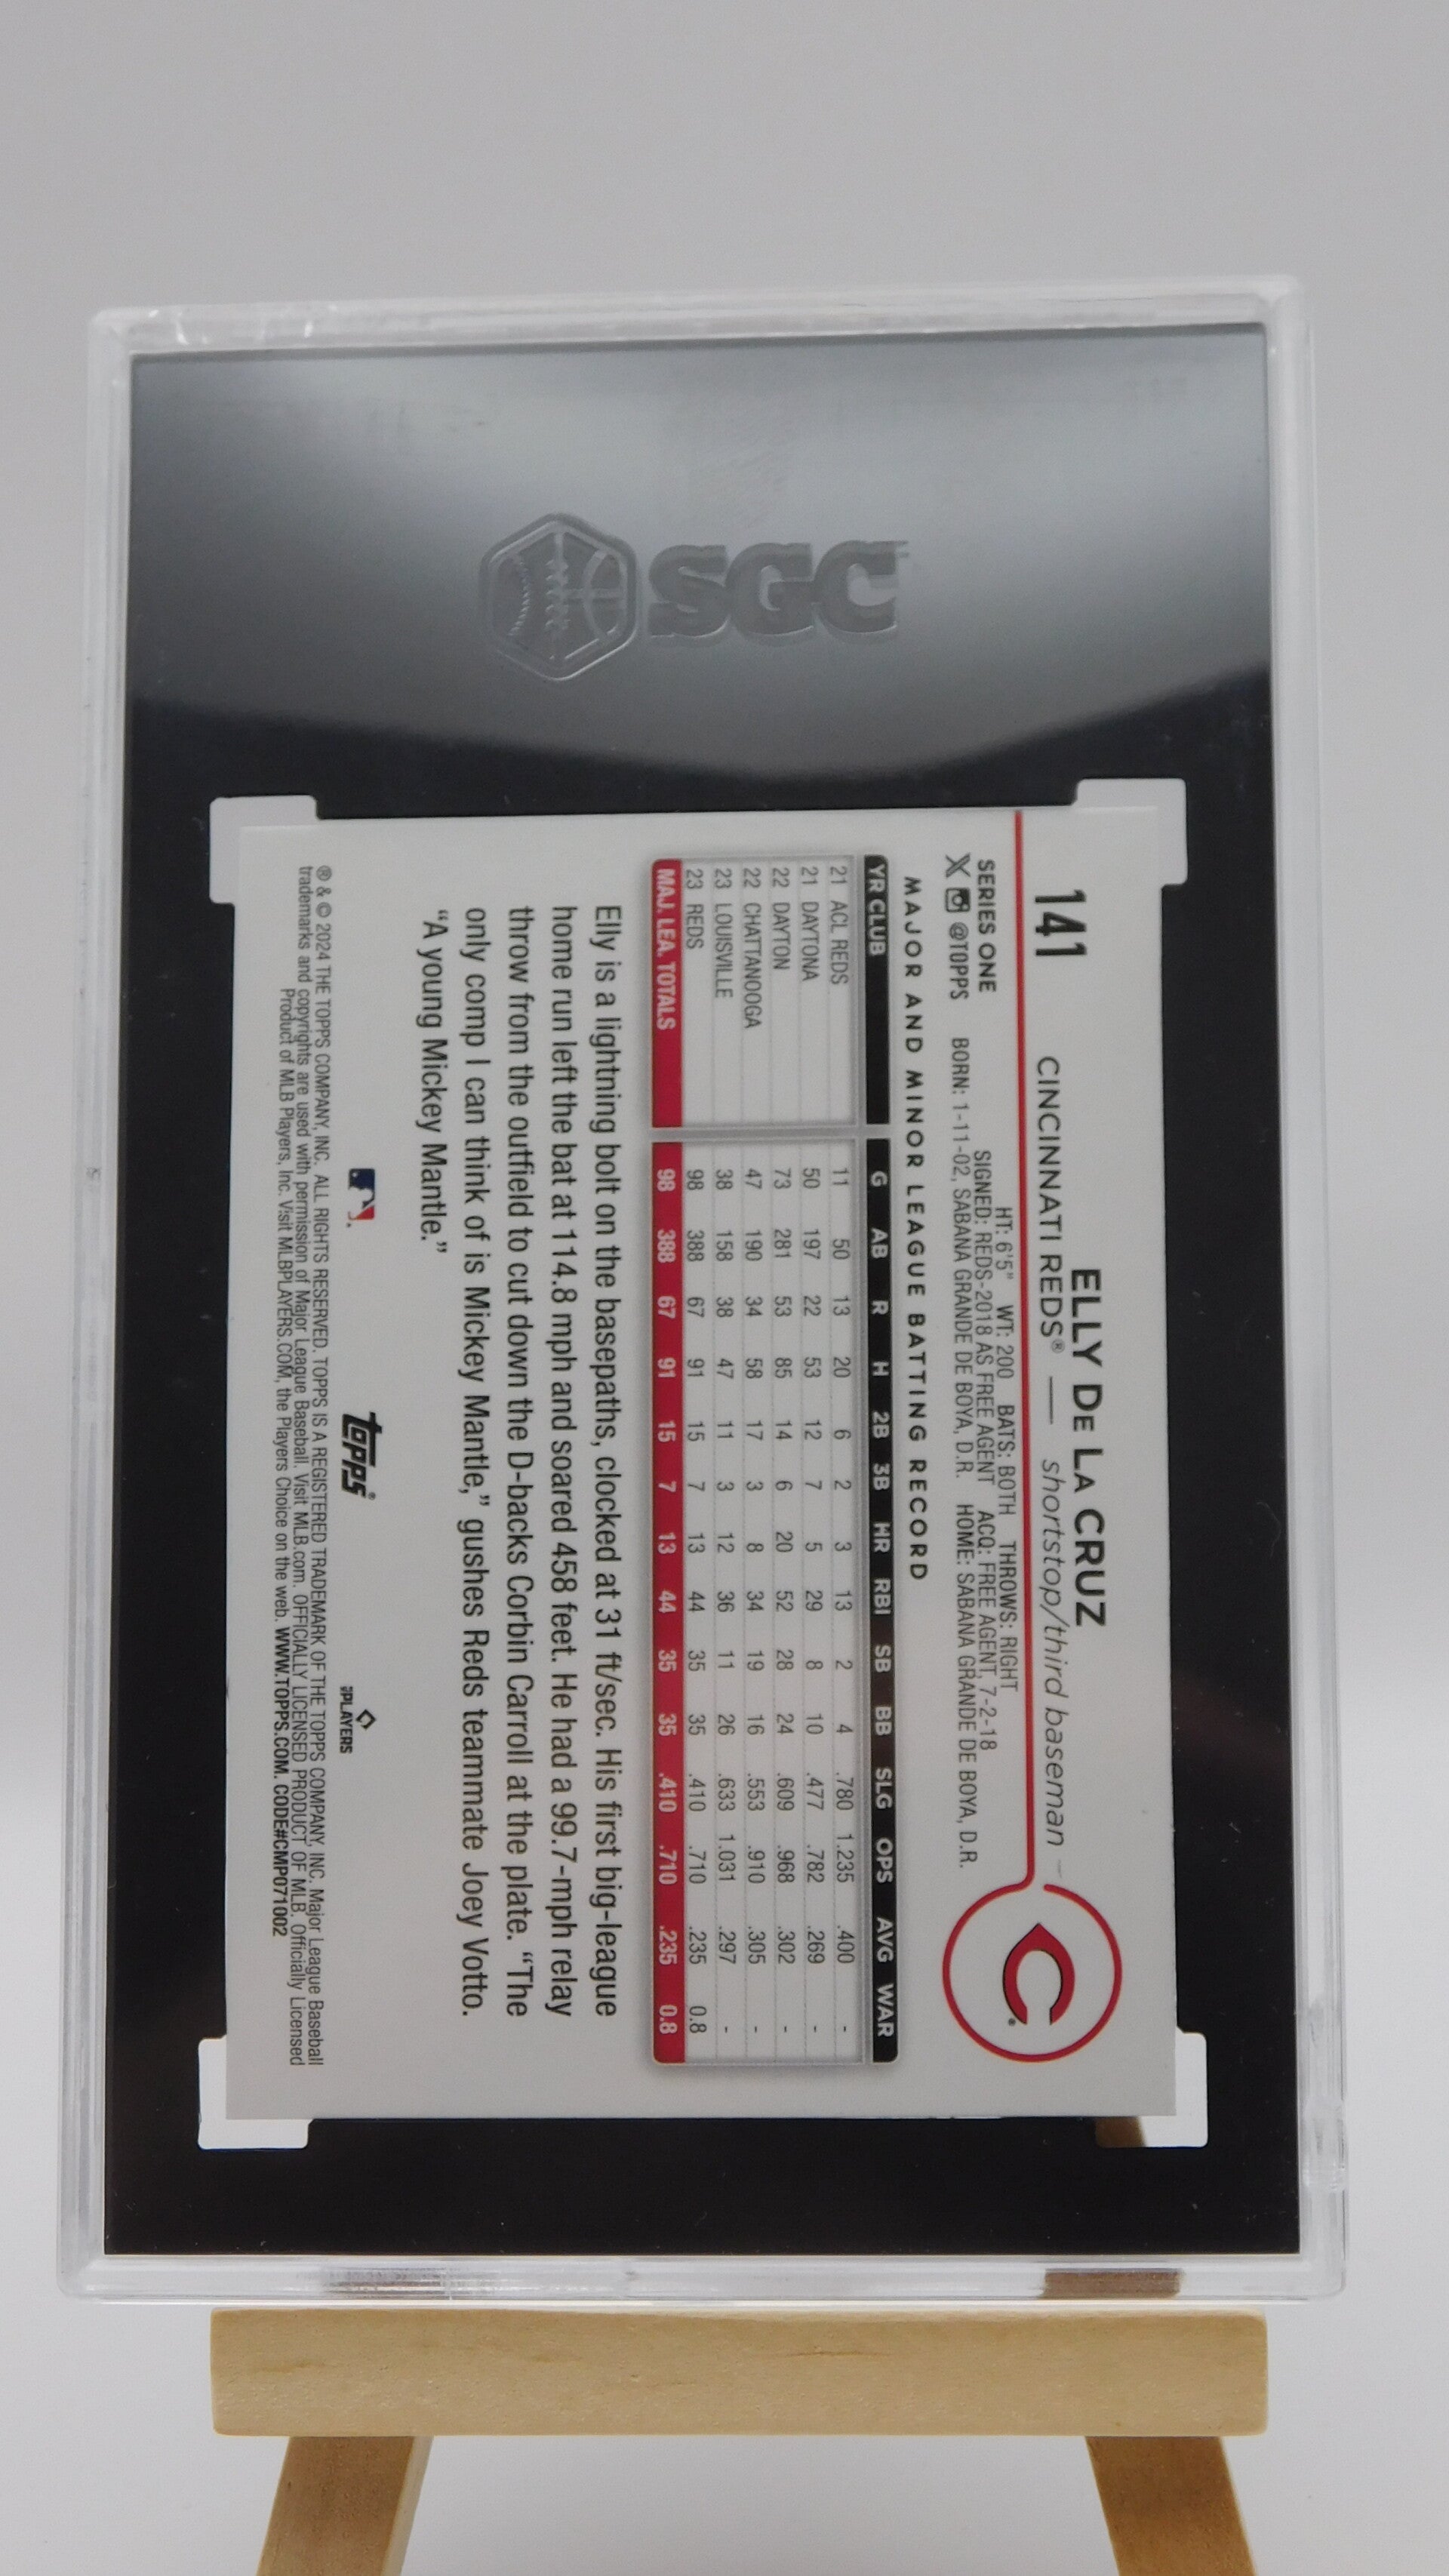 SGC
141
ELLY De LA CRUZ
CINCINNATI REDS® — shortstop/third baseman
SERIES ONE
X @TOPPS
HT: 6'5" WT: 200 BATS: BOTH THROWS: RIGHT
SIGNED: REDS-2018 AS FREE AGENT ACQ: FREE AGENT, 7-2-18
BORN: 1-11-02, SABANA GRANDE DE BOYA, D.R. HOME: SABANA GRANDE DE BOYA, D.R.
C
MAJOR AND MINOR LEAGUE BATTING RECORD
YR CLUB G AB R H 2B 3B HR RBI SB BB SLG OPS AVG WAR
21 ACL REDS 11 50 13 20 6 2 3 13 2 4 .780 1.235 .400 -
21 DAYTONA 50 197 22 53 12 7 5 29 8 10 .477 .782 .269 -
22 DAYTON 73 281 53 85 14 6 20 52 28 24 .609 .968 .302 -
22 CHATTANOOGA 47 190 34 58 17 3 8 34 19 16 .553 .910 .305 -
23 LOUISVILLE 38 158 38 47 11 3 12 36 11 26 .633 1.031 .297 -
23 REDS 98 388 67 91 15 7 13 44 35 35 .410 .710 .235 0.8
MAJ. LEA. TOTALS 98 388 67 91 15 7 13 44 35 35 .410 .710 .235 0.8
Elly is a lightning bolt on the basepaths, clocked at 31 ft/sec. His first big-league
home run left the bat at 114.8 mph and soared 458 feet. He had a 99.7-mph relay
throw from the outfield to cut down the D-backs Corbin Carroll at the plate. “The
only comp I can think of is Mickey Mantle,” gushes Reds teammate Joey Votto.
“A young Mickey Mantle.”
topps®
PLAYERS
® & © 2024 THE TOPPS COMPANY, INC. ALL RIGHTS RESERVED. TOPPS IS A REGISTERED TRADEMARK OF THE TOPPS COMPANY, INC. Major League Baseball
trademarks and copyrights are used with permission of Major League Baseball. Visit MLB.com. OFFICIALLY LICENSED PRODUCT OF MLB. Officially Licensed
Product of MLB Players, Inc. Visit MLBPLAYERS.COM, the Players Choice on the web. WWW.TOPPS.COM. CODE#CMP071002